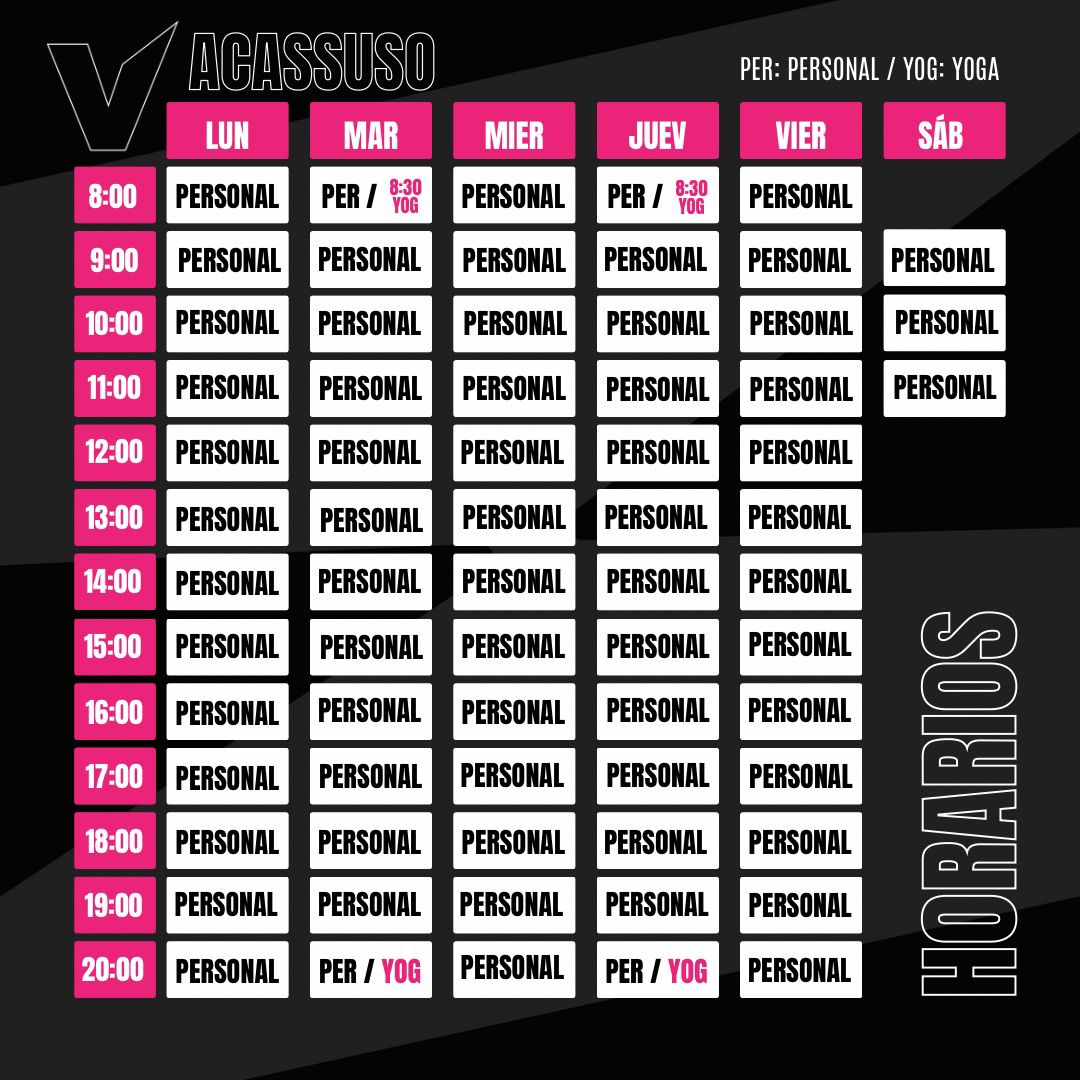 V ACASSUSO
PER: PERSONAL / YOG: YOGA
LUN MAR MIER JUEV VIER SÁB
8:00 PERSONAL PER / 8:30 YOG PERSONAL PER / 8:30 YOG PERSONAL
9:00 PERSONAL PERSONAL PERSONAL PERSONAL PERSONAL PERSONAL
10:00 PERSONAL PERSONAL PERSONAL PERSONAL PERSONAL PERSONAL
11:00 PERSONAL PERSONAL PERSONAL PERSONAL PERSONAL PERSONAL
12:00 PERSONAL PERSONAL PERSONAL PERSONAL PERSONAL
13:00 PERSONAL PERSONAL PERSONAL PERSONAL PERSONAL
14:00 PERSONAL PERSONAL PERSONAL PERSONAL PERSONAL
15:00 PERSONAL PERSONAL PERSONAL PERSONAL PERSONAL
16:00 PERSONAL PERSONAL PERSONAL PERSONAL PERSONAL
17:00 PERSONAL PERSONAL PERSONAL PERSONAL PERSONAL
18:00 PERSONAL PERSONAL PERSONAL PERSONAL PERSONAL
19:00 PERSONAL PERSONAL PERSONAL PERSONAL PERSONAL
20:00 PERSONAL PER / YOG PERSONAL PER / YOG PERSONAL
HORARIOS